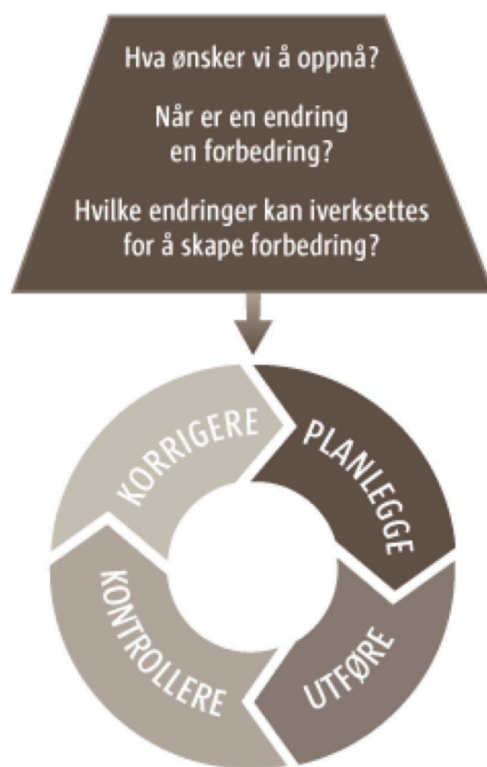 Hva ønsker vi å oppnå?
Når er en endring
en forbedring?
Hvilke endringer kan iverksettes
for å skape forbedring?
PLANLEGGE
UTFØRE
KONTROLLERE
KORRIGERE